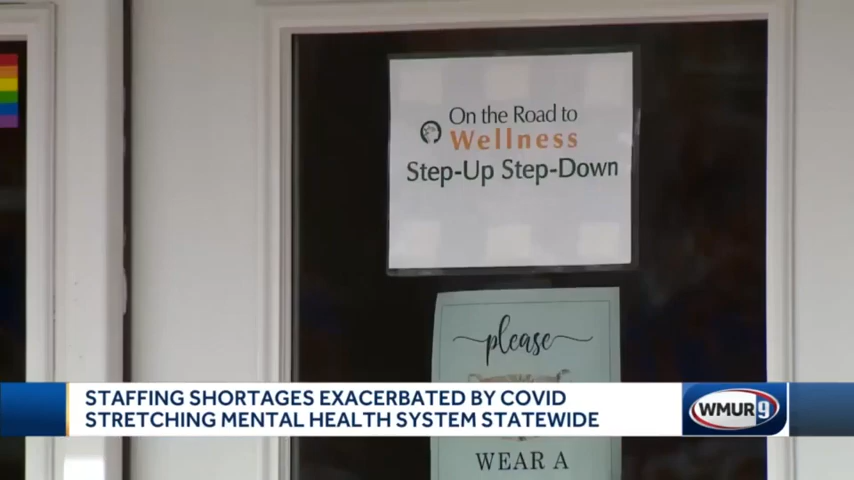 On the Road to
Wellness
Step-Up Step-Down
please
WEAR A
STAFFING SHORTAGES EXACERBATED BY COVID
STRETCHING MENTAL HEALTH SYSTEM STATEWIDE
WMUR9